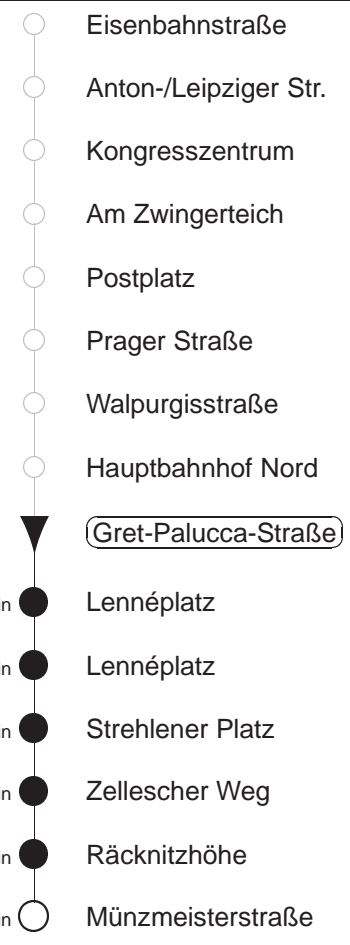 Eisenbahnstraße
Anton-/Leipziger Str.
Kongresszentrum
Am Zwingerteich
Postplatz
Prager Straße
Walpurgisstraße
Hauptbahnhof Nord
Gret-Palucca-Straße
Lennéplatz
Lennéplatz
Strehlener Platz
Zellescher Weg
Räcknitzhöhe
Münzmeisterstraße